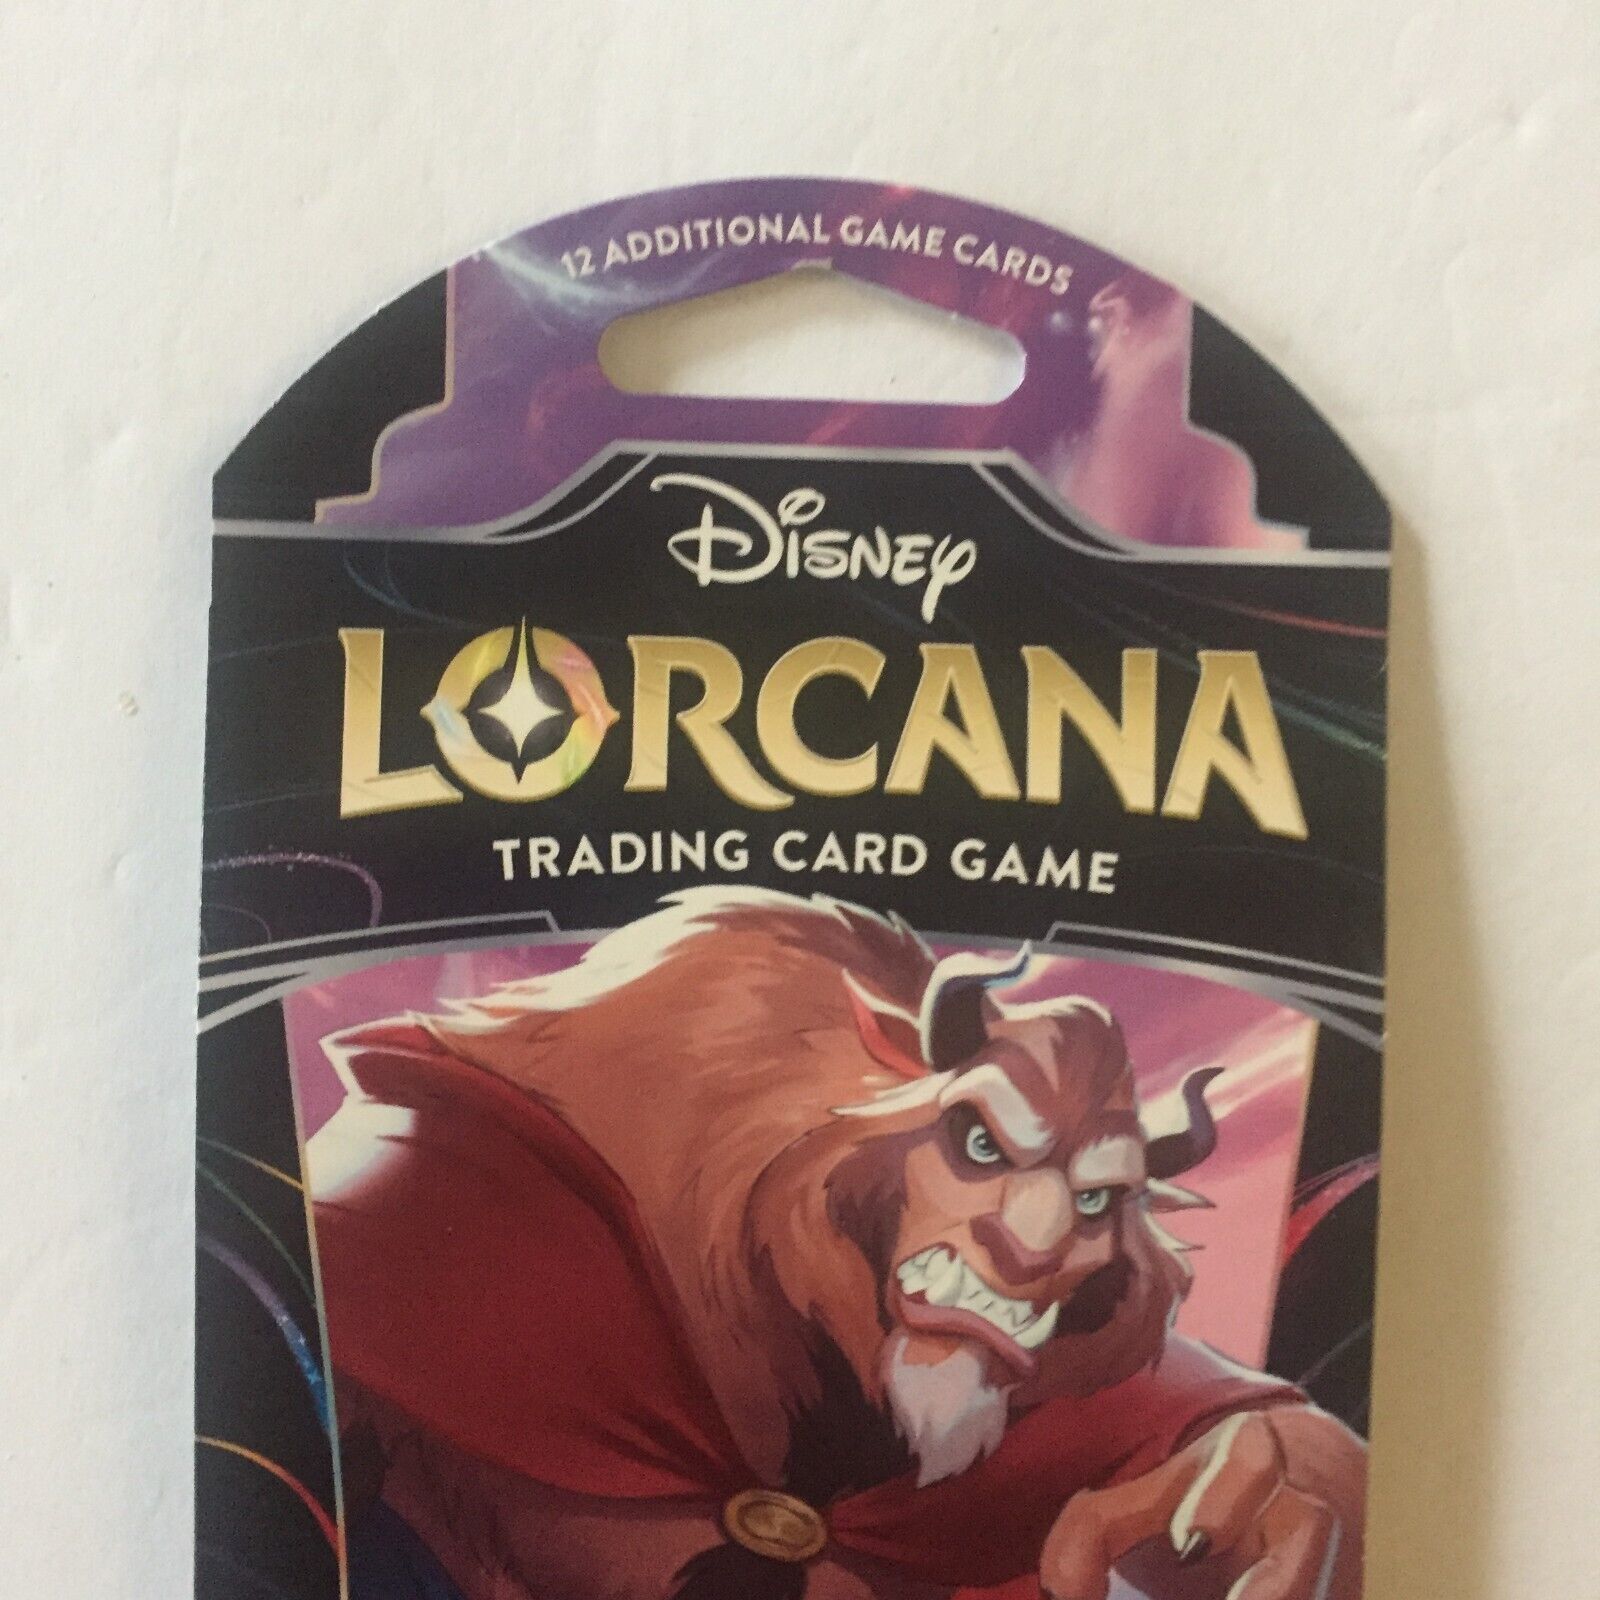 12 ADDITIONAL GAME CARDS
DISNEY
LORCANA
TRADING CARD GAME